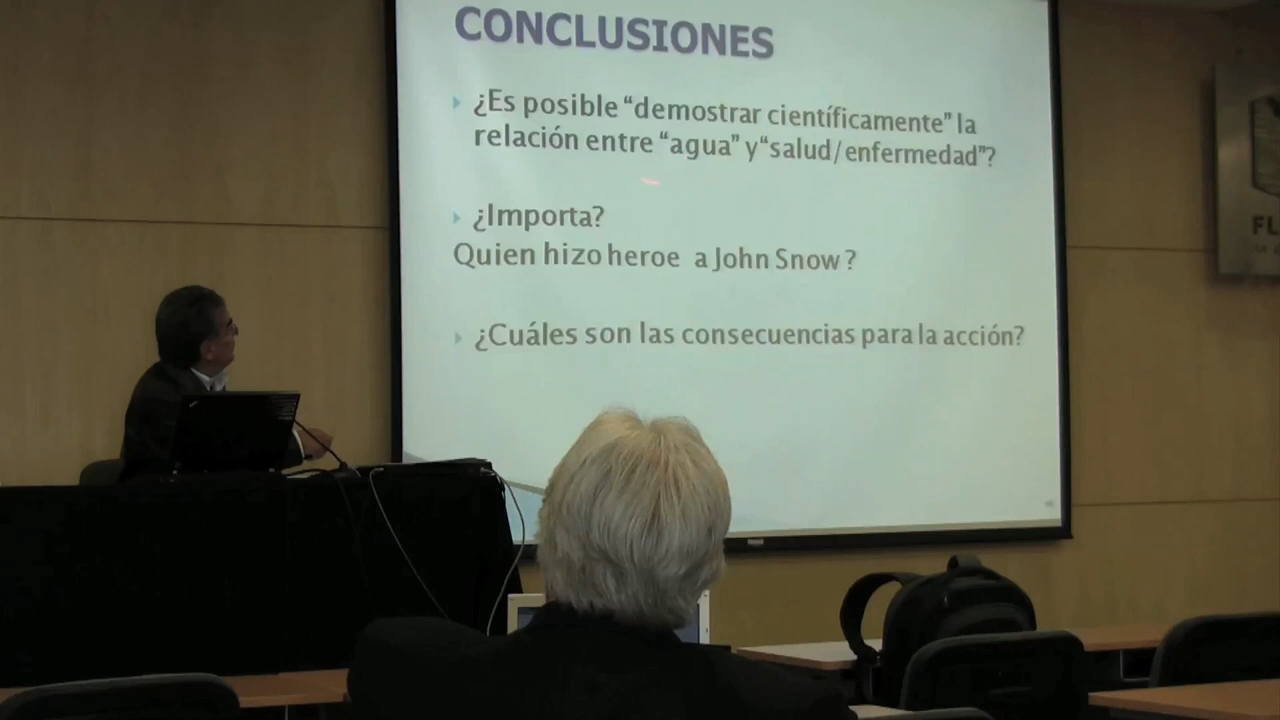 CONCLUSIONES
¿Es posible “demostrar científicamente” la
relación entre “agua” y“salud/enfermedad”?
¿Importa?
Quien hizo heroe a John Snow ?
¿Cuáles son las consecuencias para la acción?
FL